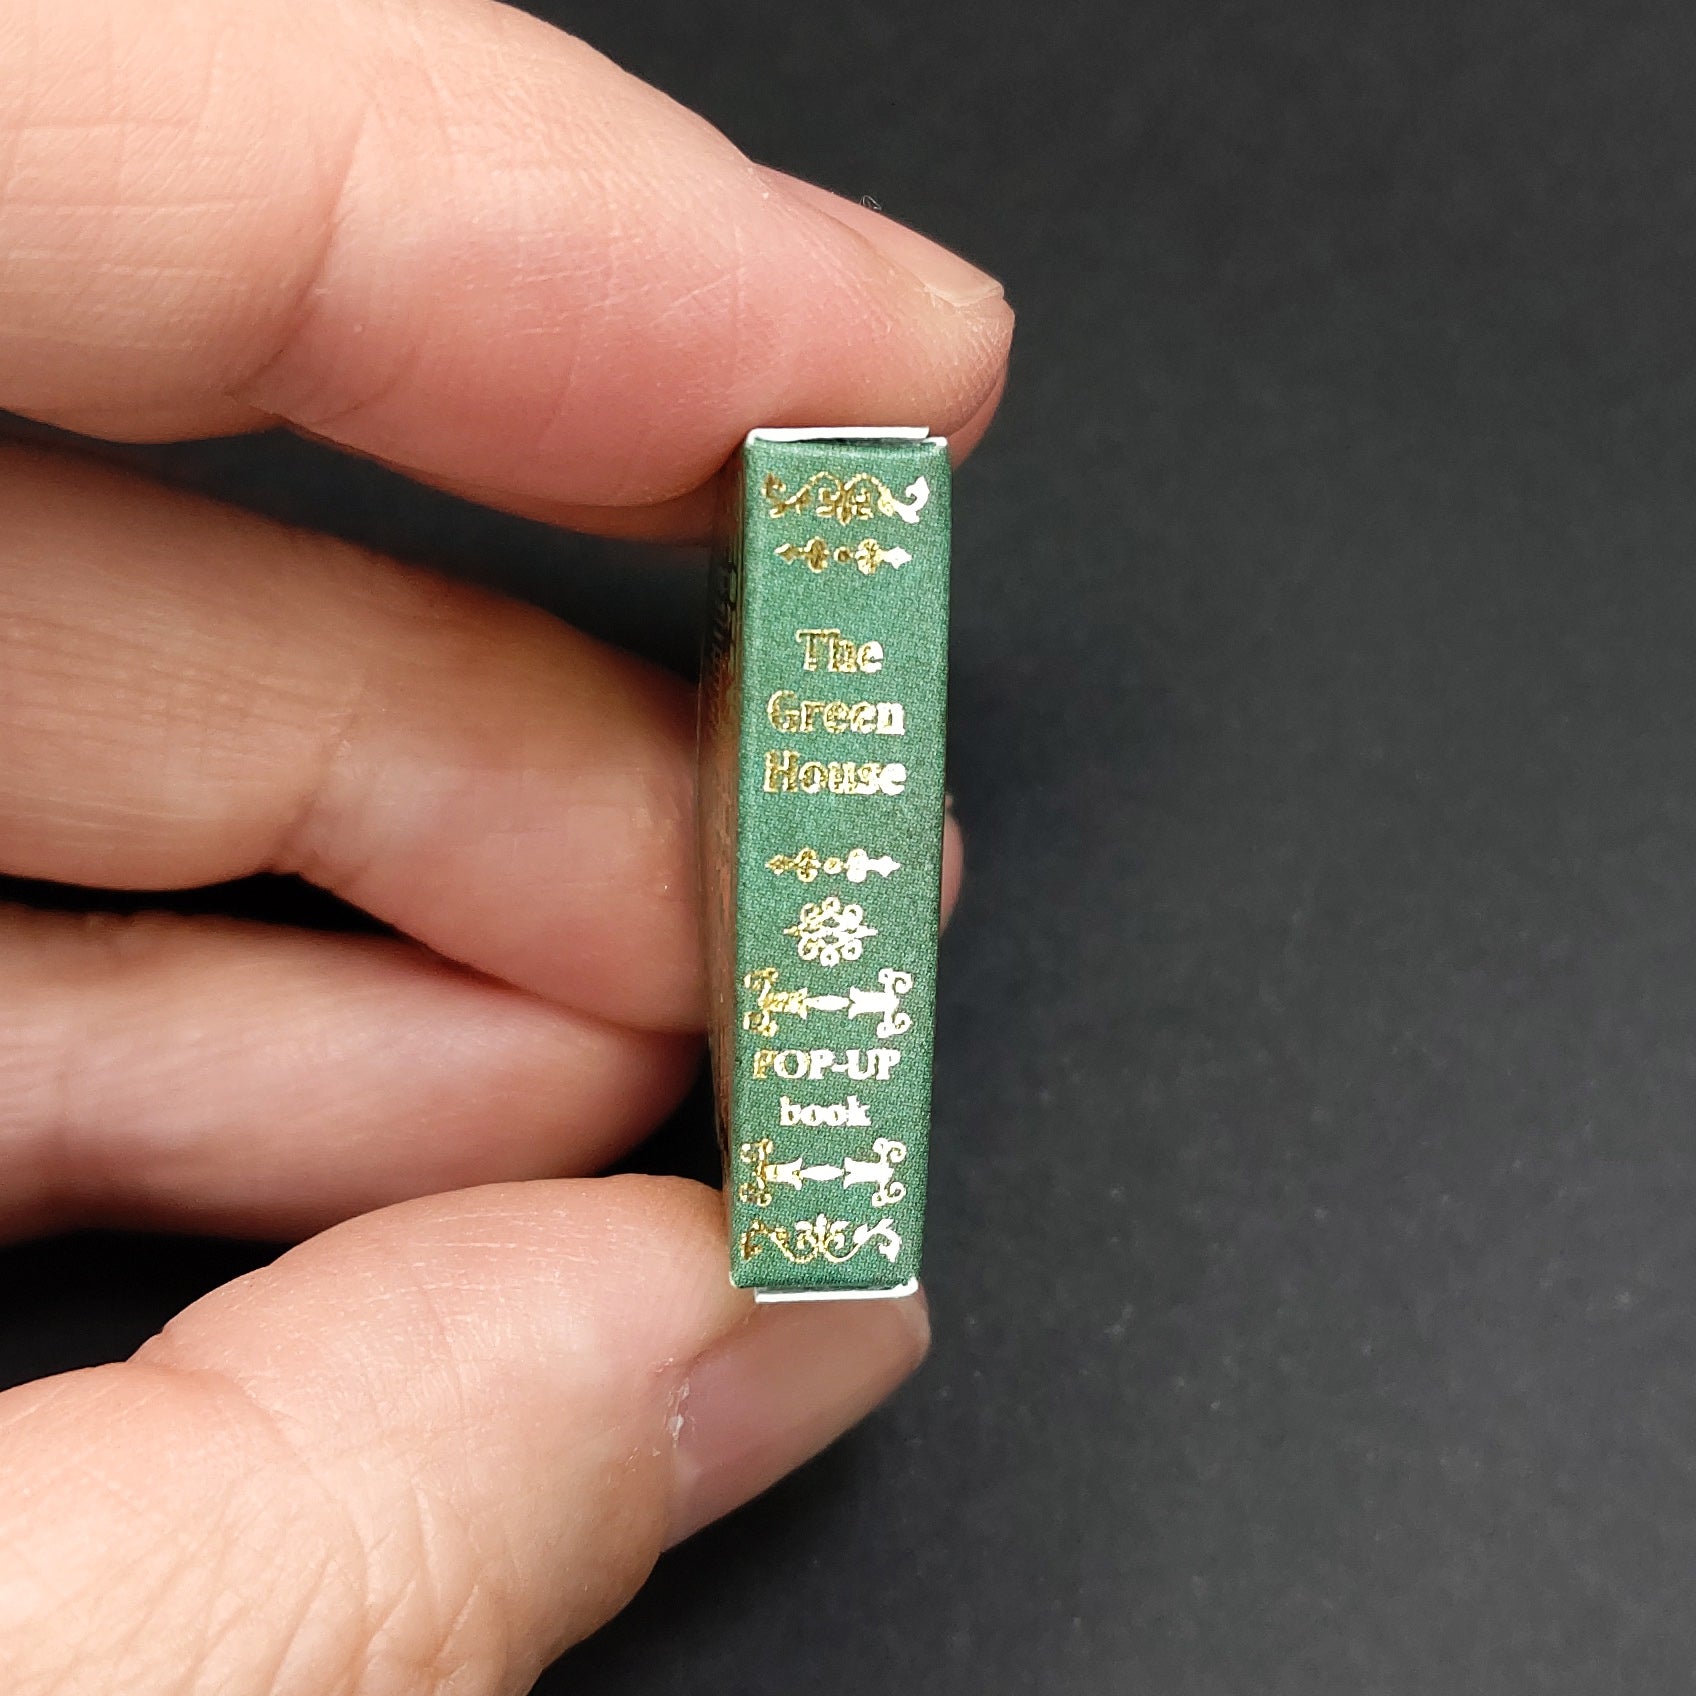 The
Green
House
POP-UP
book